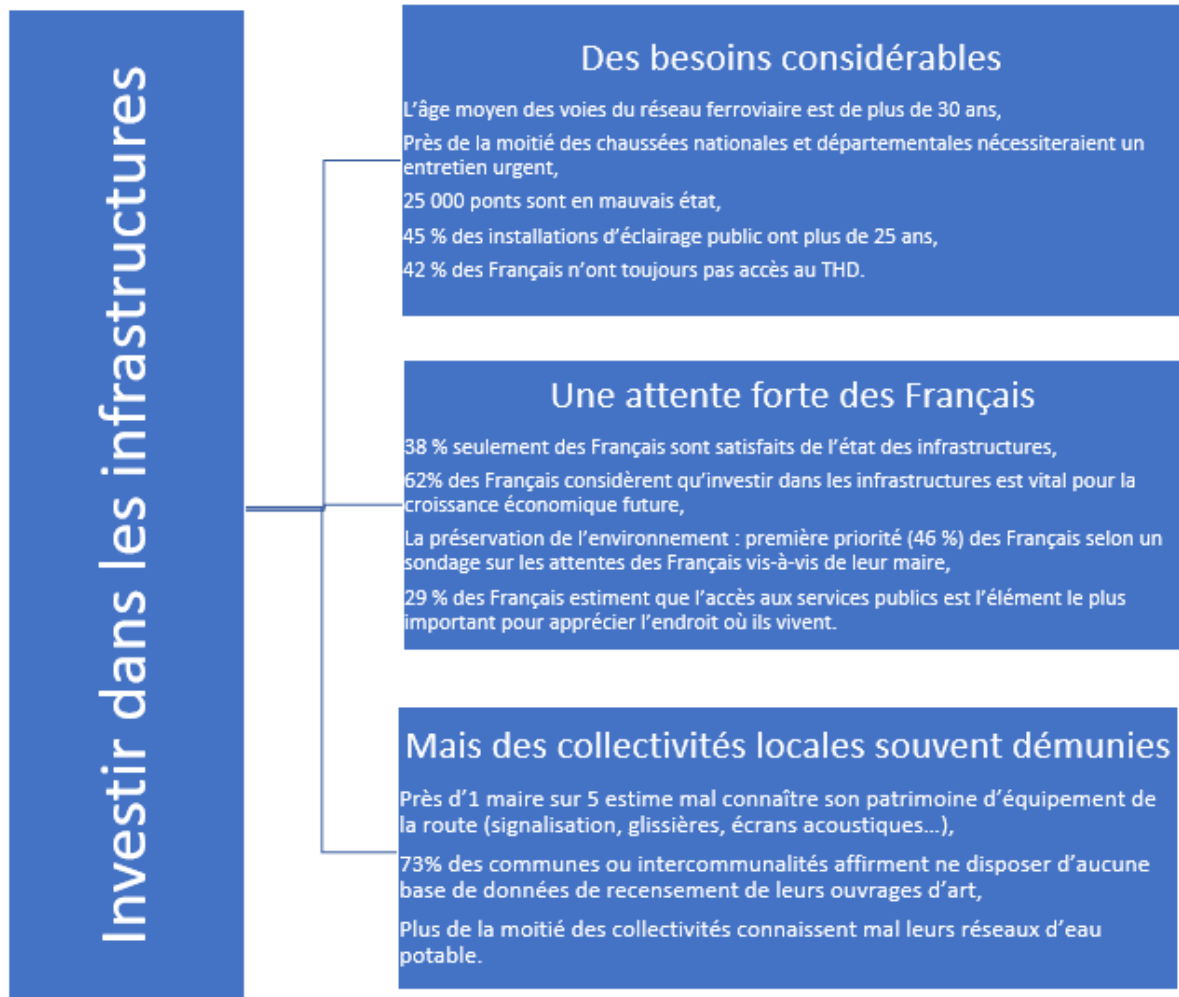 Investir dans les infrastructures
Des besoins considérables
L’âge moyen des voies du réseau ferroviaire est de plus de 30 ans,
Près de la moitié des chaussées nationales et départementales nécessiteraient un
entretien urgent,
25 000 ponts sont en mauvais état,
45 % des installations d’éclairage public ont plus de 25 ans,
42 % des Français n’ont toujours pas accès au THD.
Une attente forte des Français
38 % seulement des Français sont satisfaits de l’état des infrastructures,
62% des Français considèrent qu’investir dans les infrastructures est vital pour la
croissance économique future,
La préservation de l’environnement : première priorité (46 %) des Français selon un
sondage sur les attentes des Français vis-à-vis de leur maire,
29 % des Français estiment que l’accès aux services publics est l’élément le plus
important pour apprécier l’endroit où ils vivent.
Mais des collectivités locales souvent démunies
Près d’1 maire sur 5 estime mal connaître son patrimoine d’équipement de
la route (signalisation, glissières, écrans acoustiques…),
73% des communes ou intercommunalités affirment ne disposer d’aucune
base de données de recensement de leurs ouvrages d’art,
Plus de la moitié des collectivités connaissent mal leurs réseaux d’eau
potable.